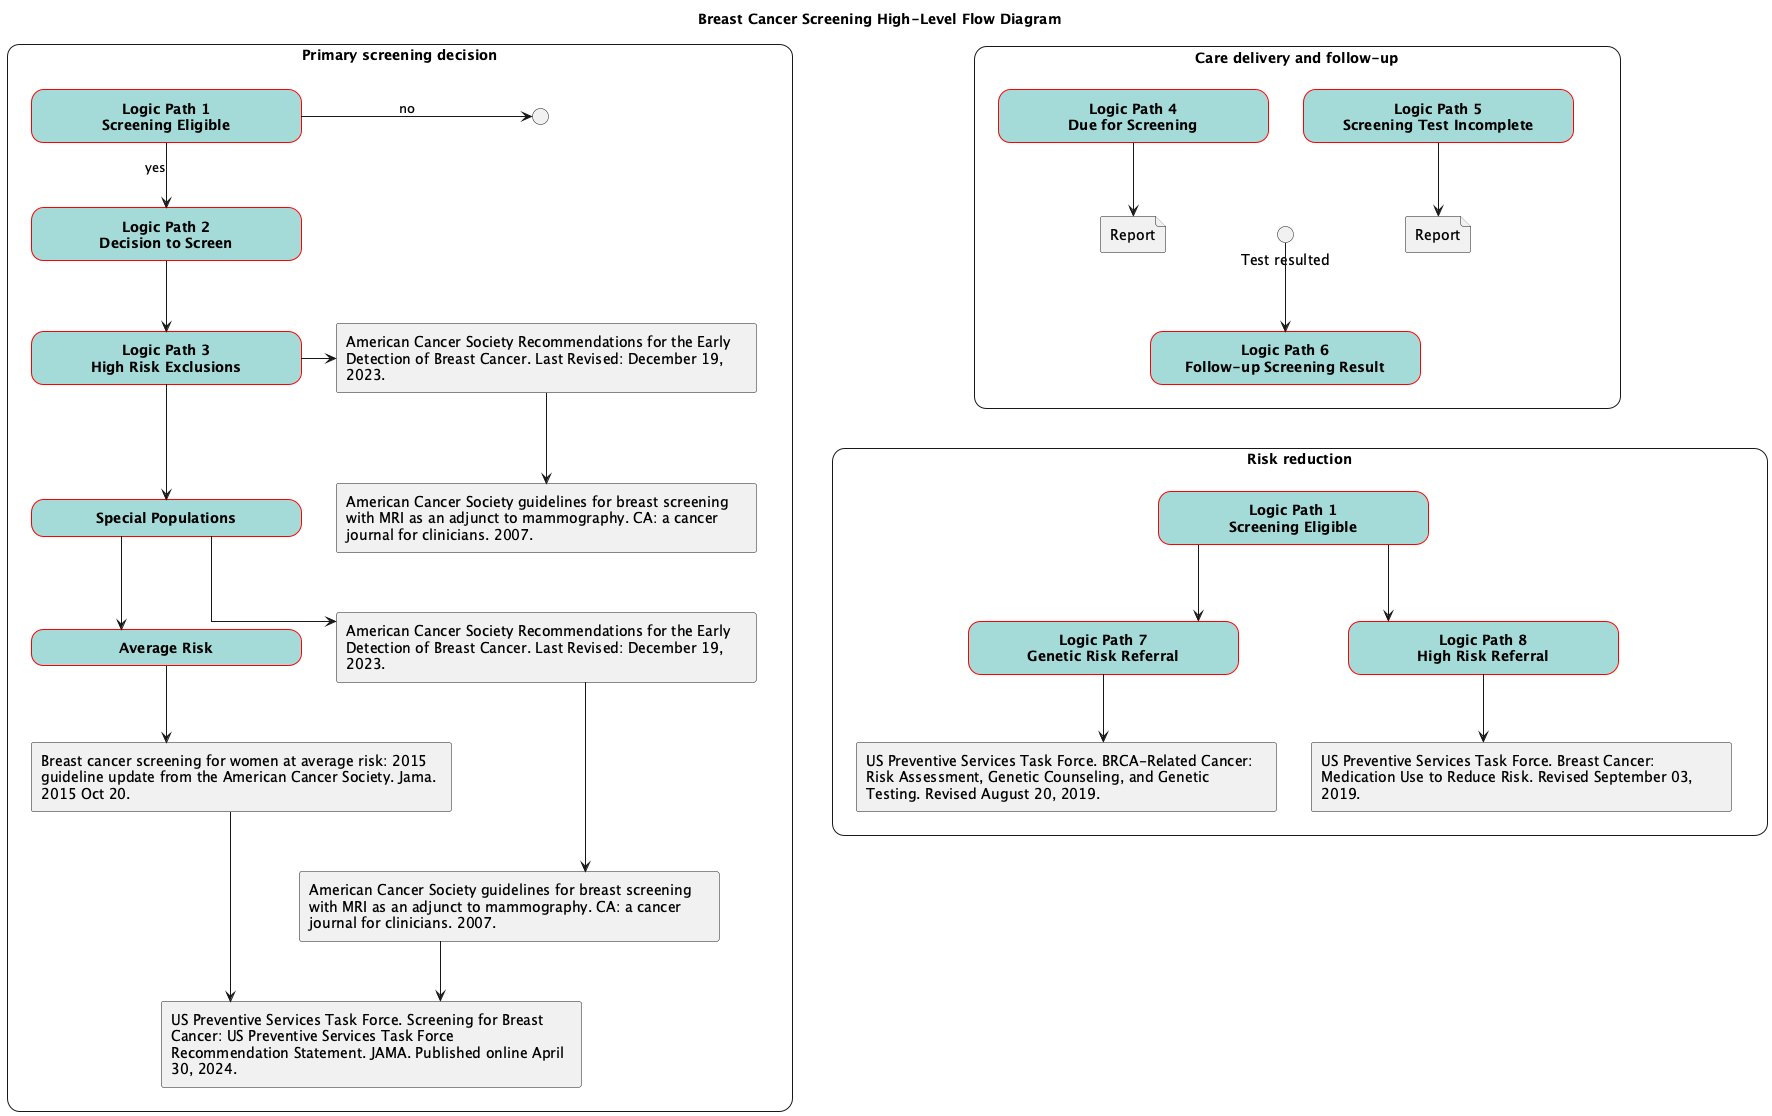 Breast Cancer Screening High-Level Flow Diagram
Primary screening decision
Logic Path 1
Screening Eligible
no
yes
Logic Path 2
Decision to Screen
Logic Path 3
High Risk Exclusions
American Cancer Society Recommendations for the Early
Detection of Breast Cancer. Last Revised: December 19,
2023.
American Cancer Society guidelines for breast screening
with MRI as an adjunct to mammography. CA: a cancer
journal for clinicians. 2007.
Special Populations
Average Risk
American Cancer Society Recommendations for the Early
Detection of Breast Cancer. Last Revised: December 19,
2023.
Breast cancer screening for women at average risk: 2015
guideline update from the American Cancer Society. Jama.
2015 Oct 20.
American Cancer Society guidelines for breast screening
with MRI as an adjunct to mammography. CA: a cancer
journal for clinicians. 2007.
US Preventive Services Task Force. Screening for Breast
Cancer: US Preventive Services Task Force
Recommendation Statement. JAMA. Published online April
30, 2024.
Care delivery and follow-up
Logic Path 4
Due for Screening
Logic Path 5
Screening Test Incomplete
Report
Report
Test resulted
Logic Path 6
Follow-up Screening Result
Risk reduction
Logic Path 1
Screening Eligible
Logic Path 7
Genetic Risk Referral
Logic Path 8
High Risk Referral
US Preventive Services Task Force. BRCA-Related Cancer:
Risk Assessment, Genetic Counseling, and Genetic
Testing. Revised August 20, 2019.
US Preventive Services Task Force. Breast Cancer:
Medication Use to Reduce Risk. Revised September 03,
2019.